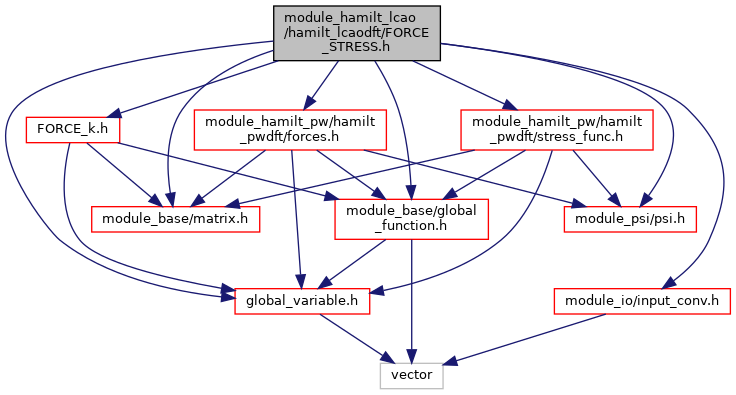 module_hamilt_lcao
/hamilt_lcaodft/FORCE
_STRESS.h
FORCE_k.h
module_hamilt_pw/hamilt
_pwdft/forces.h
module_hamilt_pw/hamilt
_pwdft/stress_func.h
module_base/matrix.h
module_base/global
_function.h
module_psi/psi.h
global_variable.h
module_io/input_conv.h
vector